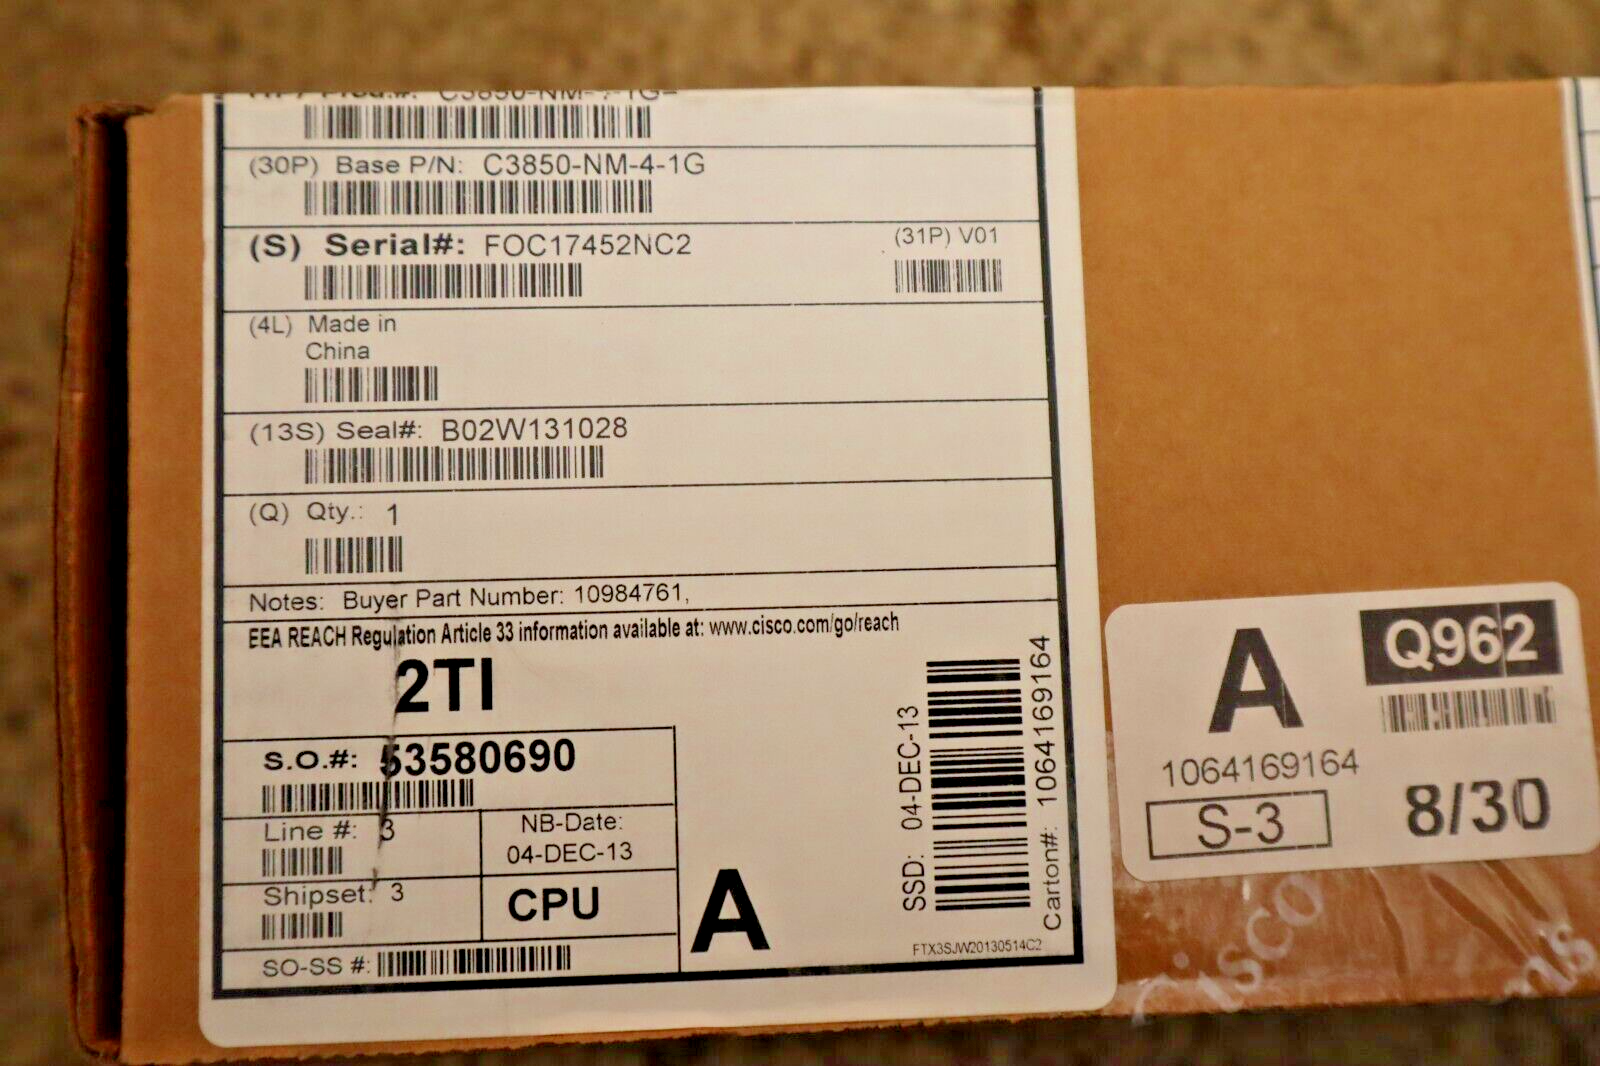 (30P) Base P/N: C3850-NM-4-1G
(S) Serial#: FOC17452NC2
(31P) V01
(4L) Made in
China
(13S) Seal#: B02W131028
(Q) Qty.: 1
Notes: Buyer Part Number: 10984761,
EEA REACH Regulation Article 33 information available at: www.cisco.com/go/reach
2TI
S.O.#: 53580690
Line #: 3
NB-Date:
04-DEC-13
Shipset: 3
CPU
SO-SS #:
A
SSD: 04-DEC-13
Carton#: 1064169164
FTX3SJW20130514C2
A
Q962
1064169164
S-3
8/30
Cisco